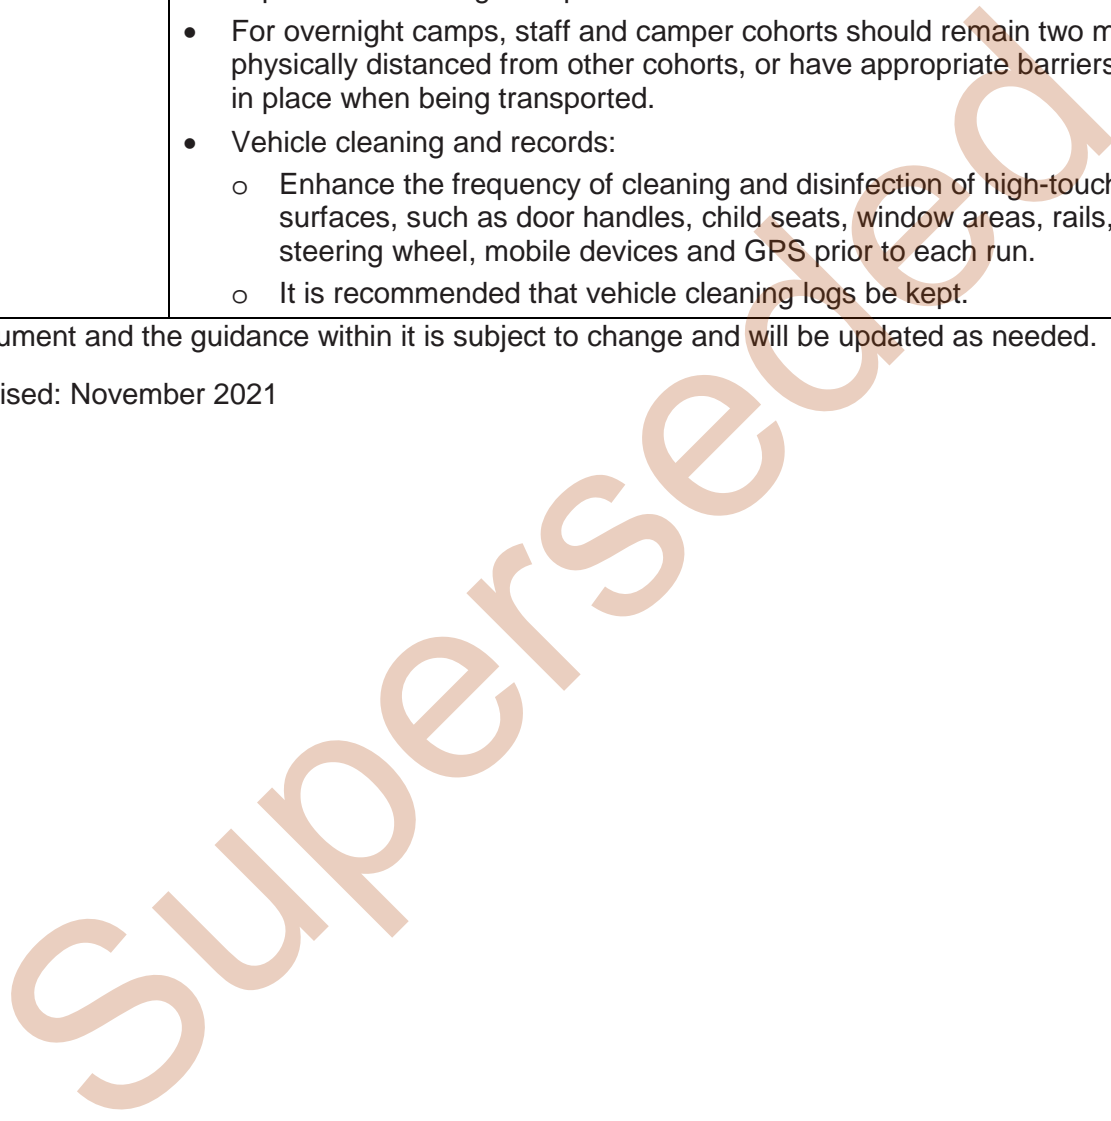 • For overnight camps, staff and camper cohorts should remain two
physically distanced from other cohorts, or have appropriate barriers
in place when being transported.
• Vehicle cleaning and records:
o Enhance the frequency of cleaning and disinfection of high-touch
surfaces, such as door handles, child seats, window areas, rails,
steering wheel, mobile devices and GPS prior to each run.
o It is recommended that vehicle cleaning logs be kept.
and the guidance within it is subject to change and will be updated as needed.
November 2021
Superseded